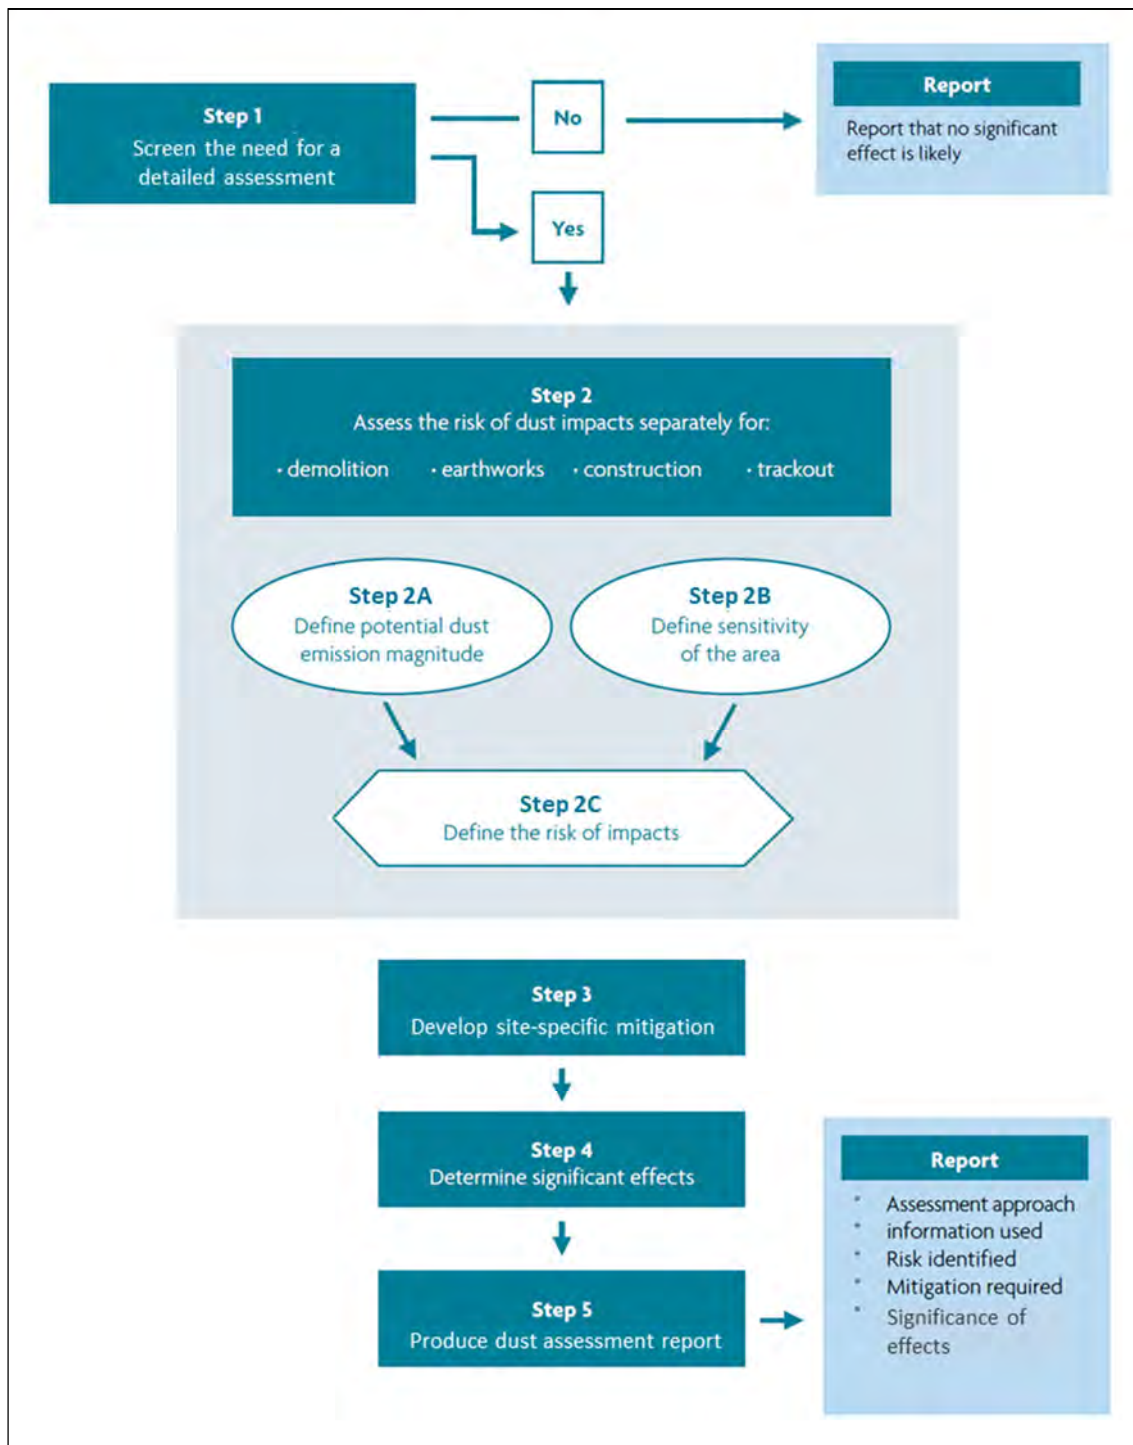 Step 1
Screen the need for a
detailed assessment
No
Yes
Report
Report that no significant
effect is likely
Step 2
Assess the risk of dust impacts separately for:
· demolition · earthworks · construction · trackout
Step 2A
Define potential dust
emission magnitude
Step 2B
Define sensitivity
of the area
Step 2C
Define the risk of impacts
Step 3
Develop site-specific mitigation
Step 4
Determine significant effects
Step 5
Produce dust assessment report
Report
• Assessment approach
• information used
• Risk identified
• Mitigation required
• Significance of
effects